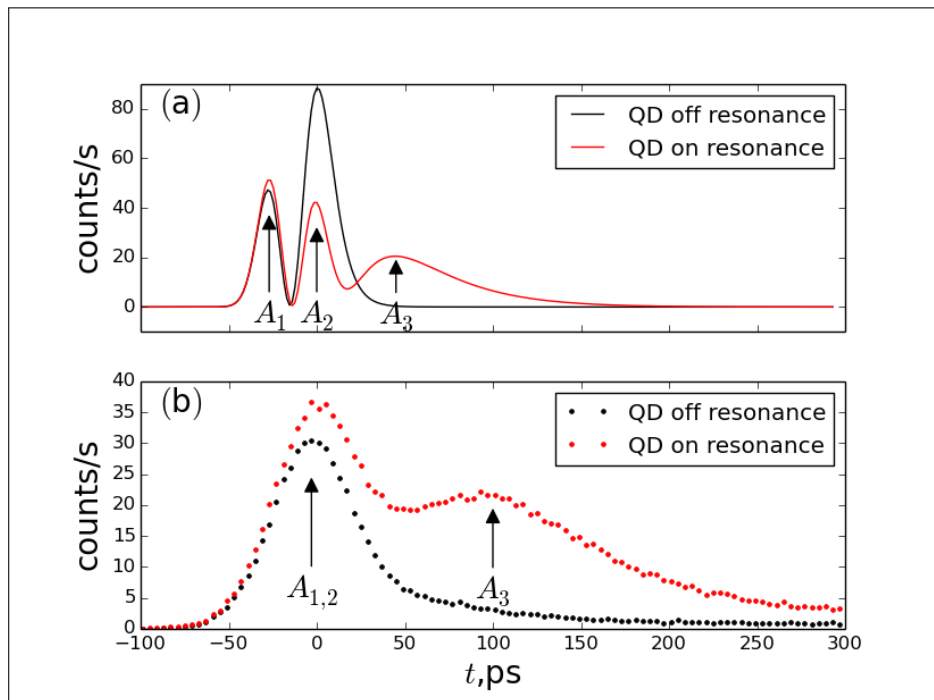 (a)
QD off resonance
QD on resonance
counts/s
80
60
40
20
0
A1
A2
A3
(b)
QD off resonance
QD on resonance
counts/s
40
35
30
25
20
15
10
5
0
A1,2
A3
−100 −50 0 50 100 150 200 250 300
t,ps